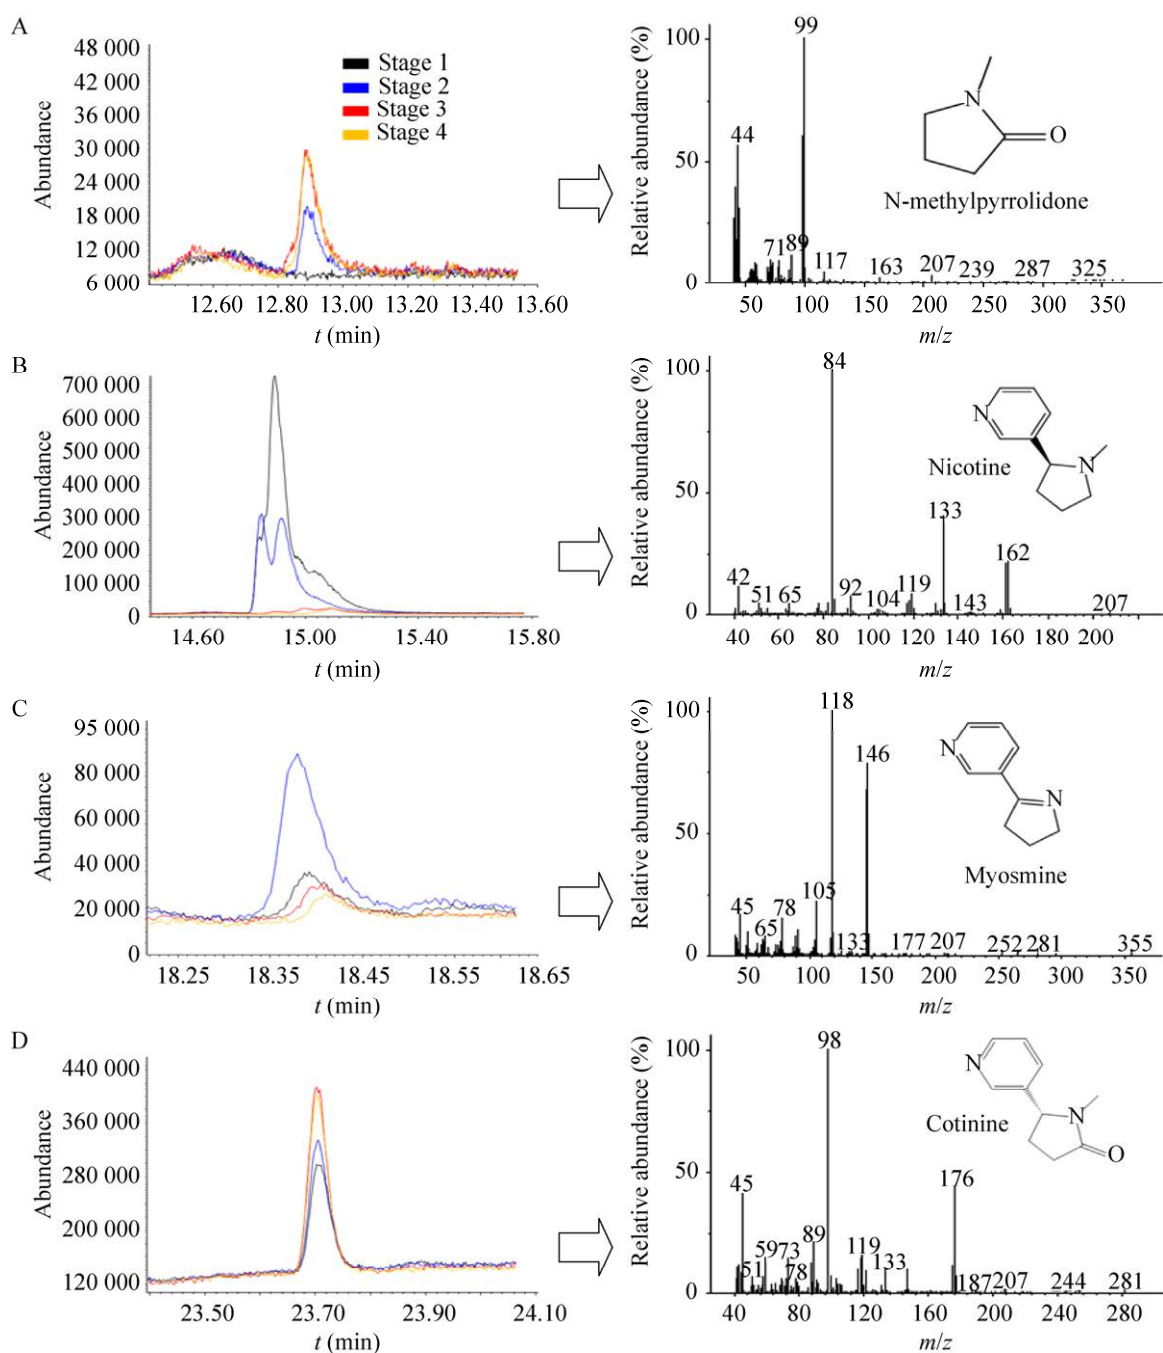 A
48 000
42 000
36 000
30 000
24 000
18 000
12 000
6 000
Abundance
Stage 1
Stage 2
Stage 3
Stage 4
12.60 12.80 13.00 13.20 13.40 13.60
t (min)
Relative abundance (%)
100
50
0
99
44
71
89
117
163
207
239
287
325
N
O
N-methylpyrrolidone
50 100 150 200 250 300 350
m/z
B
700 000
600 000
500 000
400 000
300 000
200 000
100 000
0
Abundance
14.60 15.00 15.40 15.80
t (min)
Relative abundance (%)
100
50
0
84
133
162
42
51
65
92
104
119
143
207
N
N
Nicotine
40 60 80 100 120 140 160 180 200
m/z
C
95 000
80 000
60 000
40 000
20 000
0
Abundance
18.25 18.35 18.45 18.55 18.65
t (min)
Relative abundance (%)
100
50
0
118
146
45
65
78
105
133
177
207
252
281
355
N
N
Myosmine
50 100 150 200 250 300 350
m/z
D
440 000
360 000
280 000
200 000
120 000
Abundance
23.50 23.70 23.90 24.10
t (min)
Relative abundance (%)
100
50
0
98
176
45
51
59
73
78
89
119
133
187
207
244
281
N
N
O
Cotinine
40 80 120 160 200 240 280
m/z